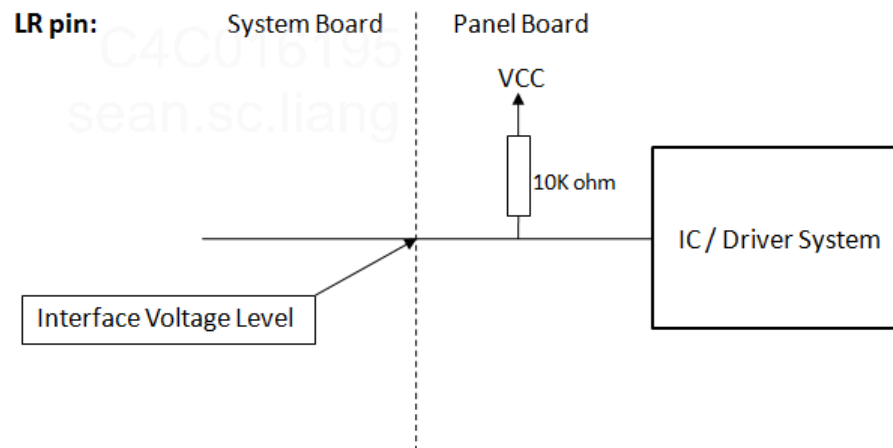 LR pin: System Board Panel Board
C4C016195
sean.sc.liang
VCC
10K ohm
IC / Driver System
Interface Voltage Level